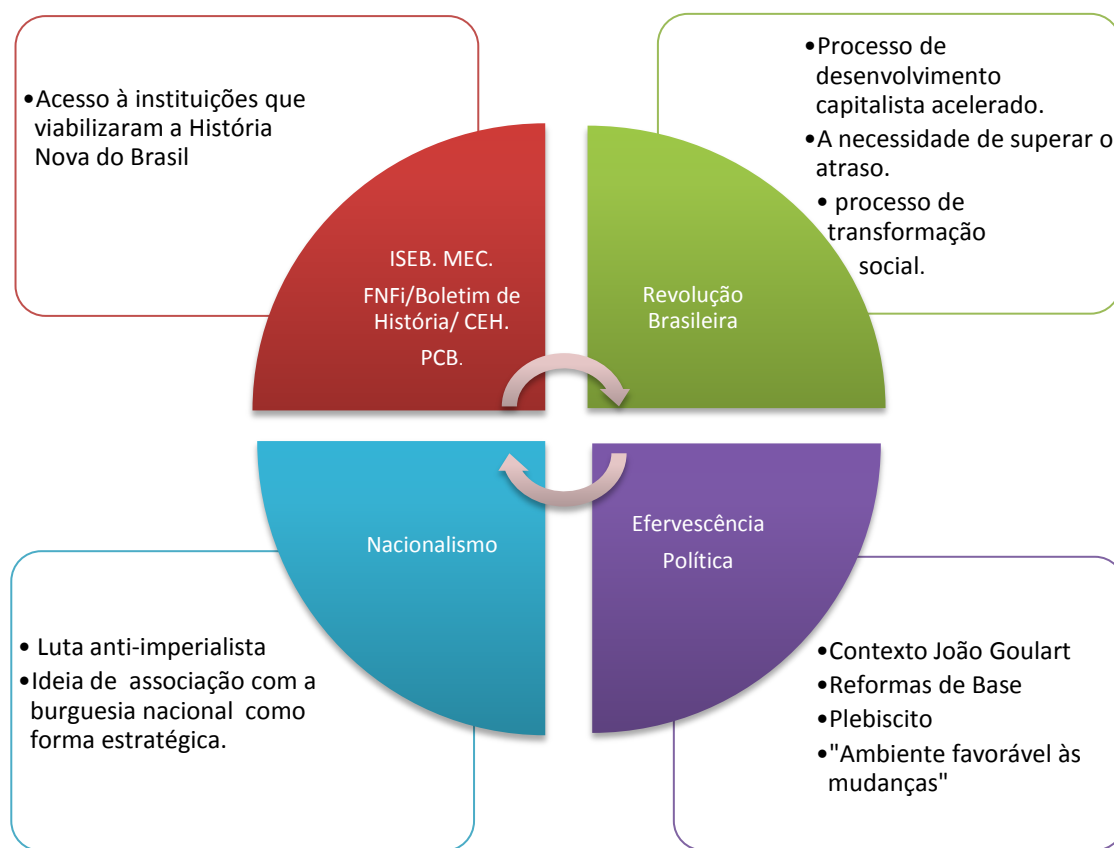 •Acesso à instituições que
viabilizaram a História
Nova do Brasil
•Processo de
desenvolvimento
capitalista acelerado.
•A necessidade de superar o
atraso.
• processo de
transformação
social.
ISEB. MEC.
FNFi/Boletim de
História/ CEH.
PCB.
Revolução
Brasileira
Nacionalismo
Efervescência
Política
• Luta anti-imperialista
•Ideia de associação com a
burguesia nacional como
forma estratégica.
•Contexto João Goulart
•Reformas de Base
•Plebiscito
•"Ambiente favorável às
mudanças"